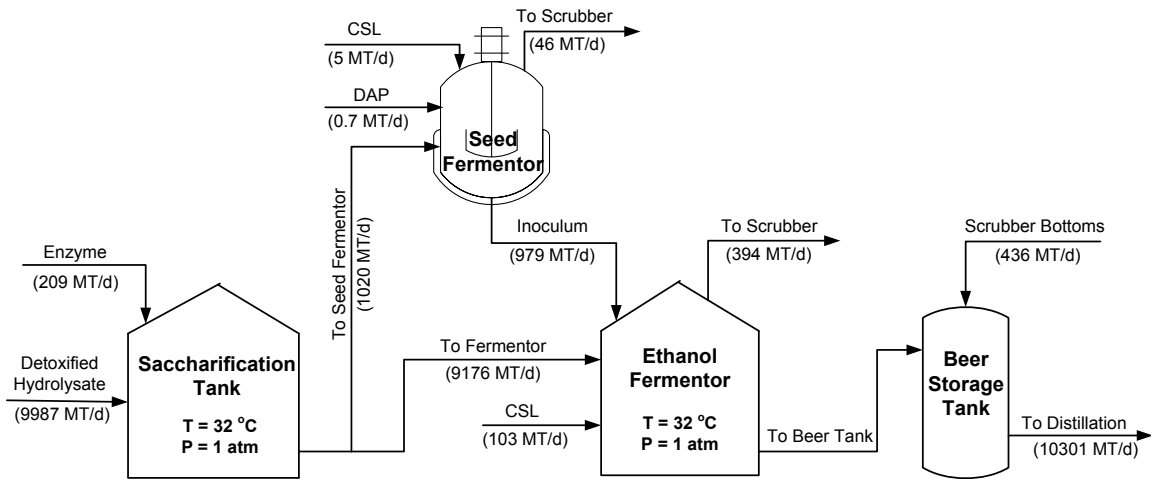 CSL
(5 MT/d)
To Scrubber
(46 MT/d)
DAP
(0.7 MT/d)
Seed
Fermentor
To Seed Fermentor
(1020 MT/d)
Inoculum
(979 MT/d)
To Scrubber
(394 MT/d)
Scrubber Bottoms
(436 MT/d)
Enzyme
(209 MT/d)
Detoxified
Hydrolysate
(9987 MT/d)
Saccharification
Tank
T = 32 °C
P = 1 atm
To Fermentor
(9176 MT/d)
CSL
(103 MT/d)
Ethanol
Fermentor
T = 32 °C
P = 1 atm
To Beer Tank
Beer
Storage
Tank
To Distillation
(10301 MT/d)